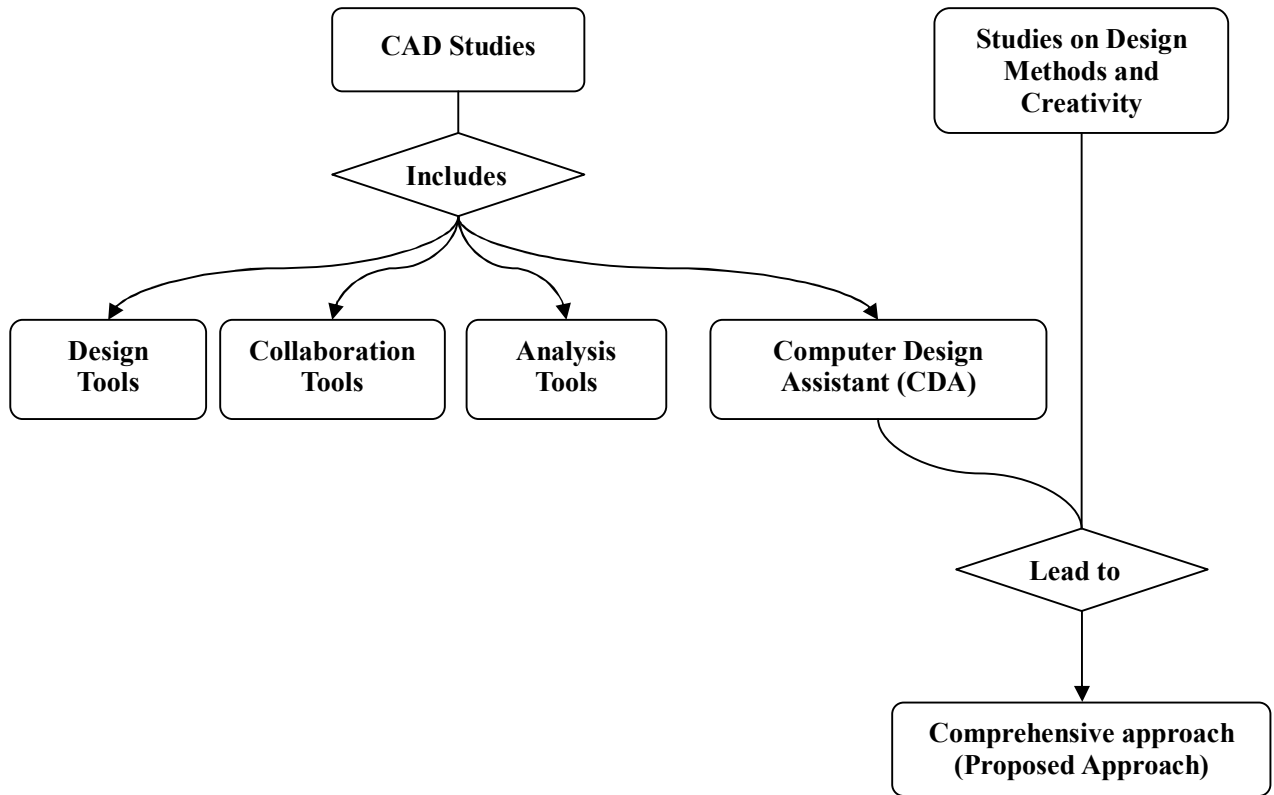 CAD Studies
Studies on Design
Methods and
Creativity
Includes
Design
Tools
Collaboration
Tools
Analysis
Tools
Computer Design
Assistant (CDA)
Lead to
Comprehensive approach
(Proposed Approach)